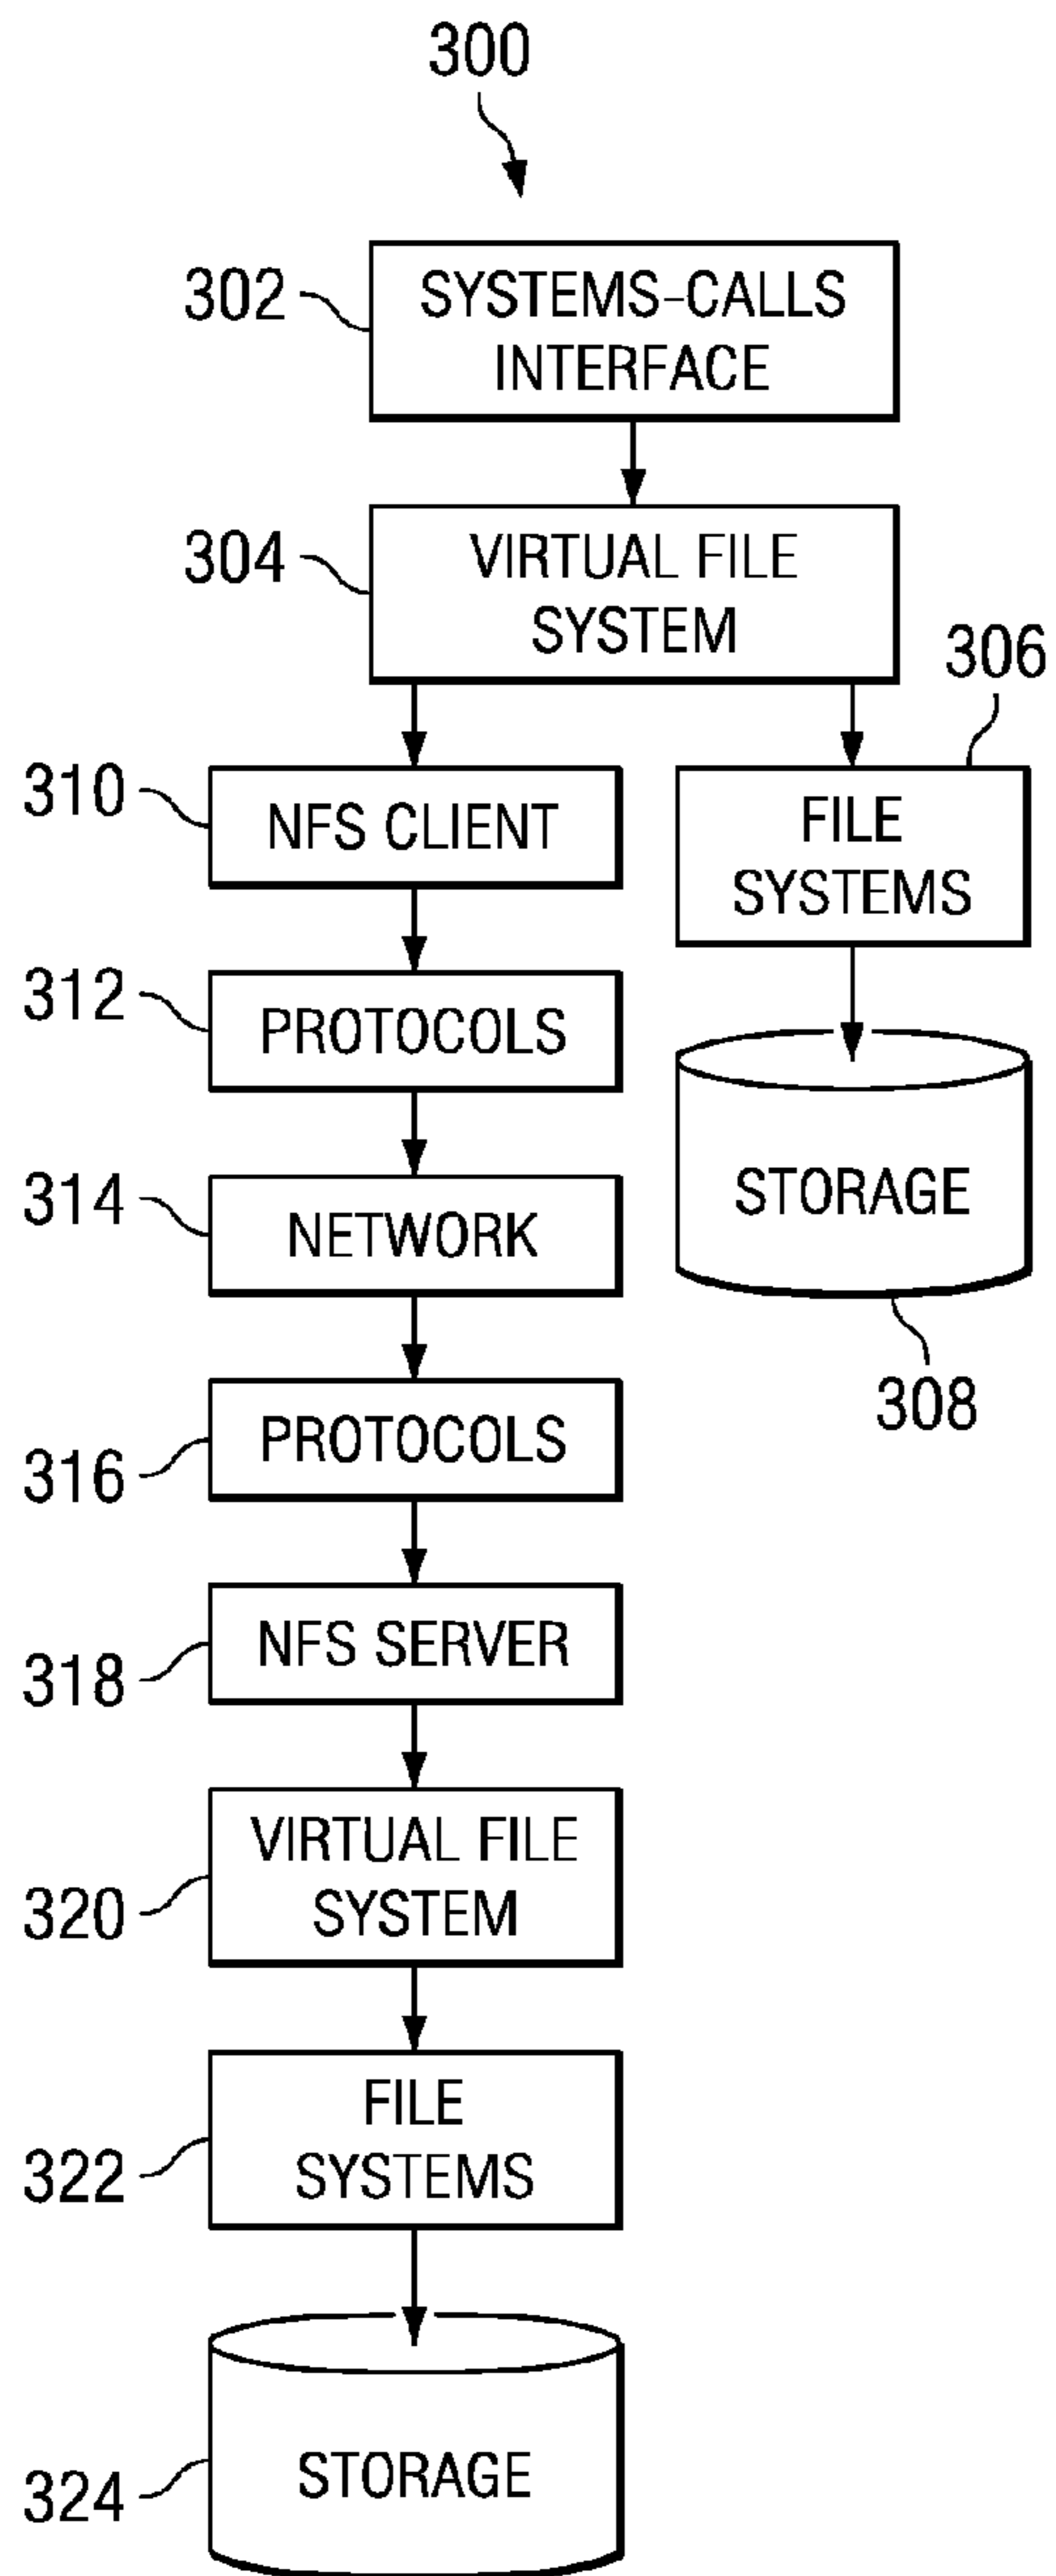 300
302
SYSTEMS-CALLS
INTERFACE
304
VIRTUAL FILE
SYSTEM
306
310
NFS CLIENT
FILE
SYSTEMS
312
PROTOCOLS
314
NETWORK
STORAGE
308
316
PROTOCOLS
318
NFS SERVER
320
VIRTUAL FILE
SYSTEM
322
FILE
SYSTEMS
324
STORAGE